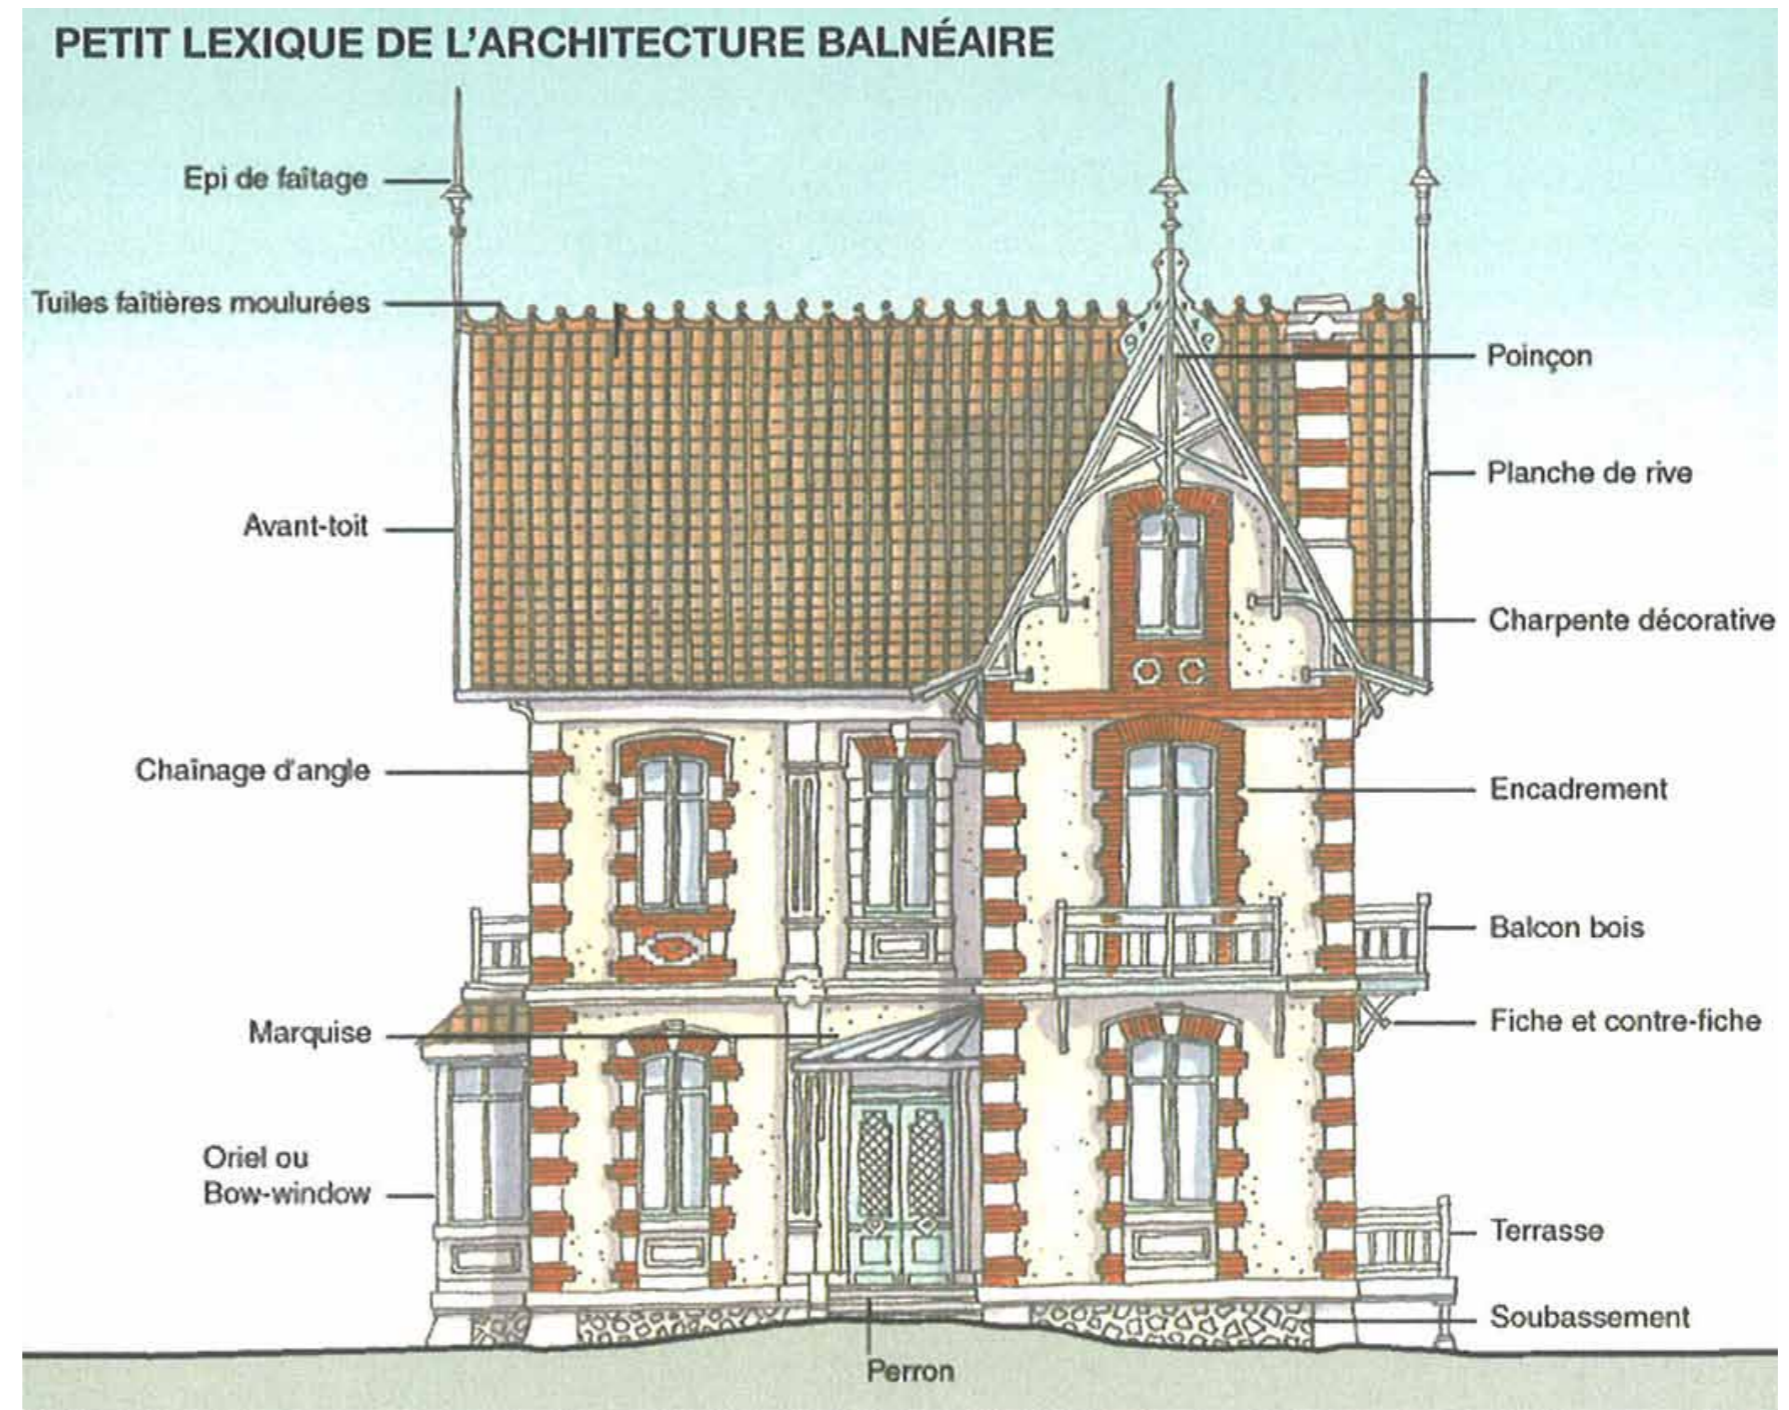 PETIT LEXIQUE DE L'ARCHITECTURE BALNÉAIRE
Epi de faîtage
Tuiles faîtières moulurées
Avant-toit
Chaînage d'angle
Marquise
Oriel ou
Bow-window
Perron
Poinçon
Planche de rive
Charpente décorative
Encadrement
Balcon bois
Fiche et contre-fiche
Terrasse
Soubassement